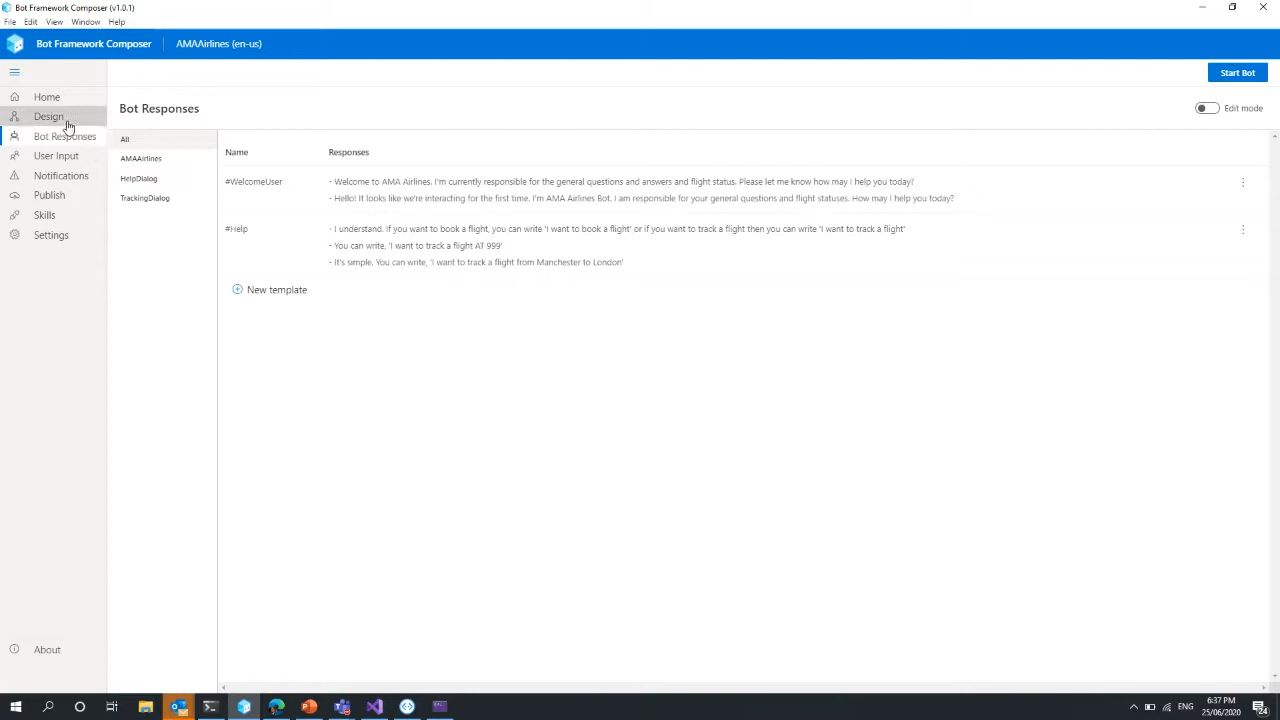 Bot Framework Composer (v1.0.1)
File Edit View Window Help
Bot Framework Composer AMAAirlines (en-us)
Start Bot
Home
Design
Bot Responses
User Input
Notifications
Publish
Skills
Settings
About
Bot Responses
Edit mode
All
AMAAirlines
HelpDialog
TrackingDialog
Name Responses
#WelcomeUser - Welcome to AMA Airlines. I'm currently responsible for the general questions and answers and flight status. Please let me know how may I help you today?
- Hello! It looks like we're interacting for the first time. I'm AMA Airlines Bot. I am responsible for your general questions and flight statuses. How may I help you today?
#Help - I understand. If you want to book a flight, you can write 'I want to book a flight' or if you want to track a flight then you can write 'I want to track a flight'
- You can write, 'I want to track a flight AT 999'
- It's simple. You can write, 'I want to track a flight from Manchester to London'
New template
ENG
6:37 PM
25/06/2020
24